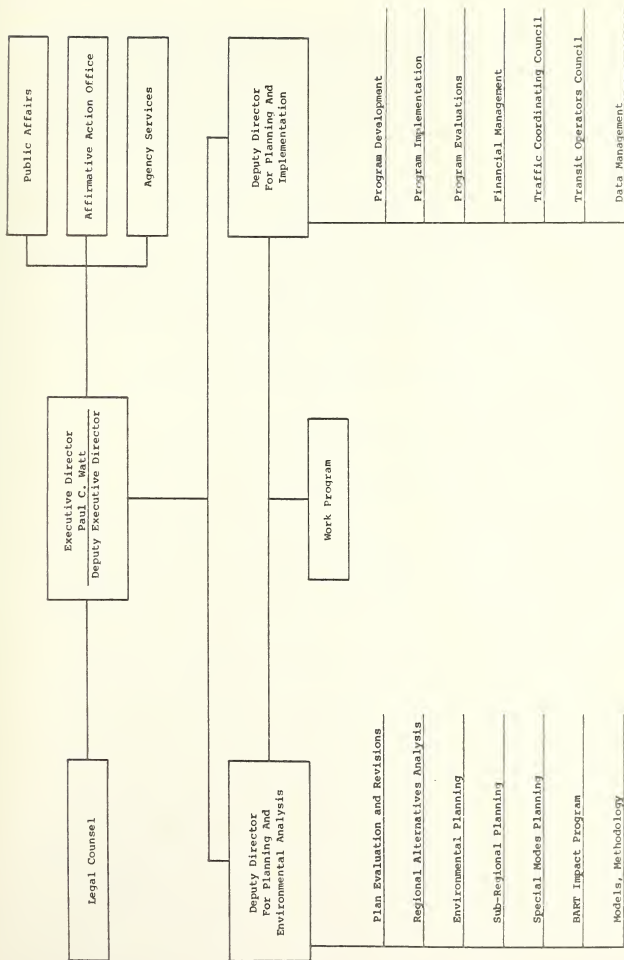 Public Affairs
Affirmative Action Office
Agency Services
Executive Director
Paul C. Watt
Deputy Executive Director
Legal Counsel
Deputy Director
For Planning And
Environmental Analysis
Deputy Director
For Planning And
Implementation
Work Program
Plan Evaluation and Revisions
Regional Alternatives Analysis
Environmental Planning
Sub-Regional Planning
Special Modes Planning
BART Impact Program
Models, Methodology
Program Development
Program Implementation
Program Evaluations
Financial Management
Traffic Coordinating Council
Transit Operators Council
Data Management